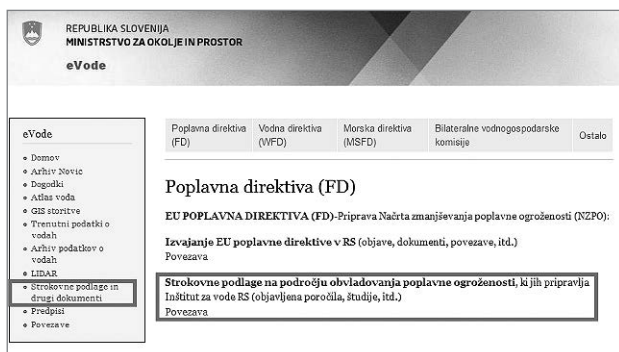 REPUBLIKA SLOVENIJA
MINISTRSTVO ZA OKOLJE IN PROSTOR
eVode
eVode
Domov
Arhiv Novic
Dogodki
Atlas voda
GIS storitve
Trenutni podatki o
vodah
Arhiv podatkov o
vodah
LIDAR
Strokovne podlage in
drugi dokumenti
Predpisi
Povezave
Poplavna direktiva
(FD)
Vodna direktiva
(WFD)
Morska direktiva
(MSFD)
Bilateralne vodnogospodarske
komisije
Ostalo
Poplavna direktiva (FD)
EU POPLAVNA DIREKTIVA (FD)-Priprava Načrta zmanjševanja poplavne ogroženosti (NZPO):
Izvajanje EU poplavne direktive v RS (objave, dokumenti, povezave, itd.)
Povezava
Strokovne podlage na področju obvladovanja poplavne ogroženosti, ki jih pripravlja
Inštitut za vode RS (objavljena poročila, študije, itd.)
Povezava